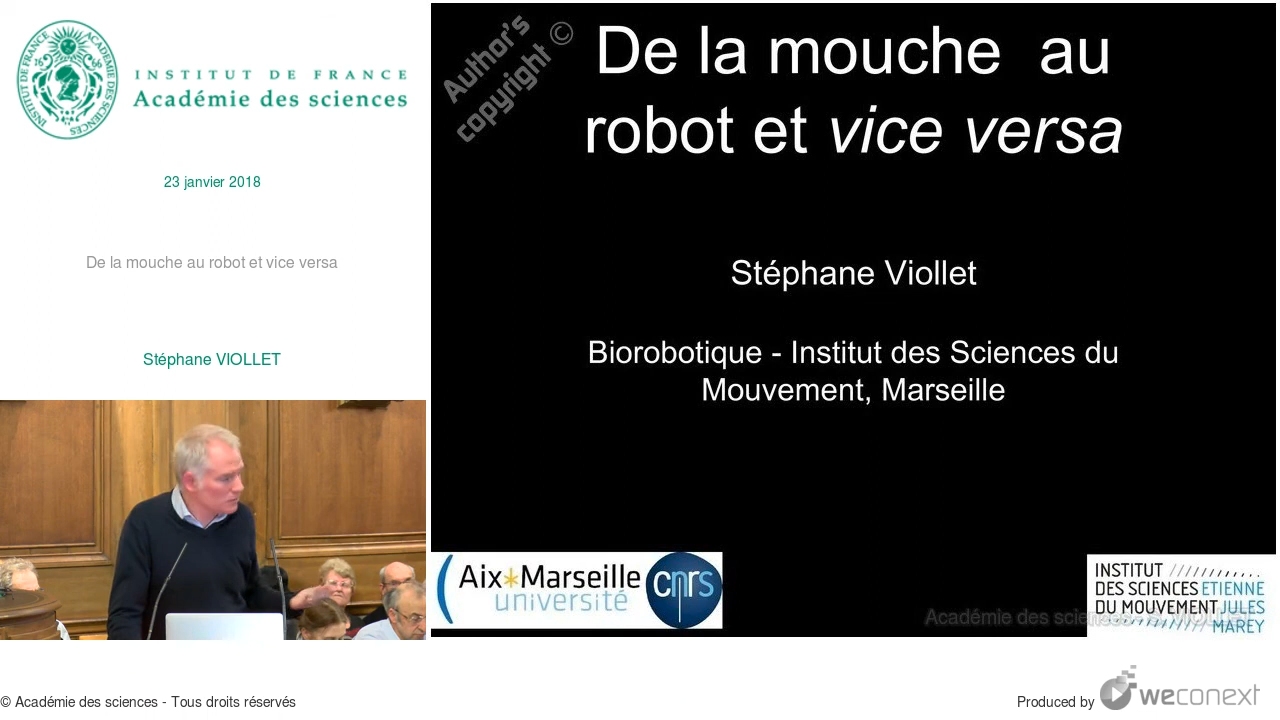 INSTITUT DE FRANCE
Académie des sciences
23 janvier 2018
De la mouche au robot et vice versa
Stéphane VIOLLET
Author's
copyright ©
De la mouche au
robot et vice versa
Stéphane Viollet
Biorobotique - Institut des Sciences du
Mouvement, Marseille
Aix*Marseille
université
cnrs
INSTITUT
DES SCIENCES ETIENNE
DU MOUVEMENT JULES
MAREY
Académie des sciences - S. VIOLLET
© Académie des sciences - Tous droits réservés
Produced by weconext